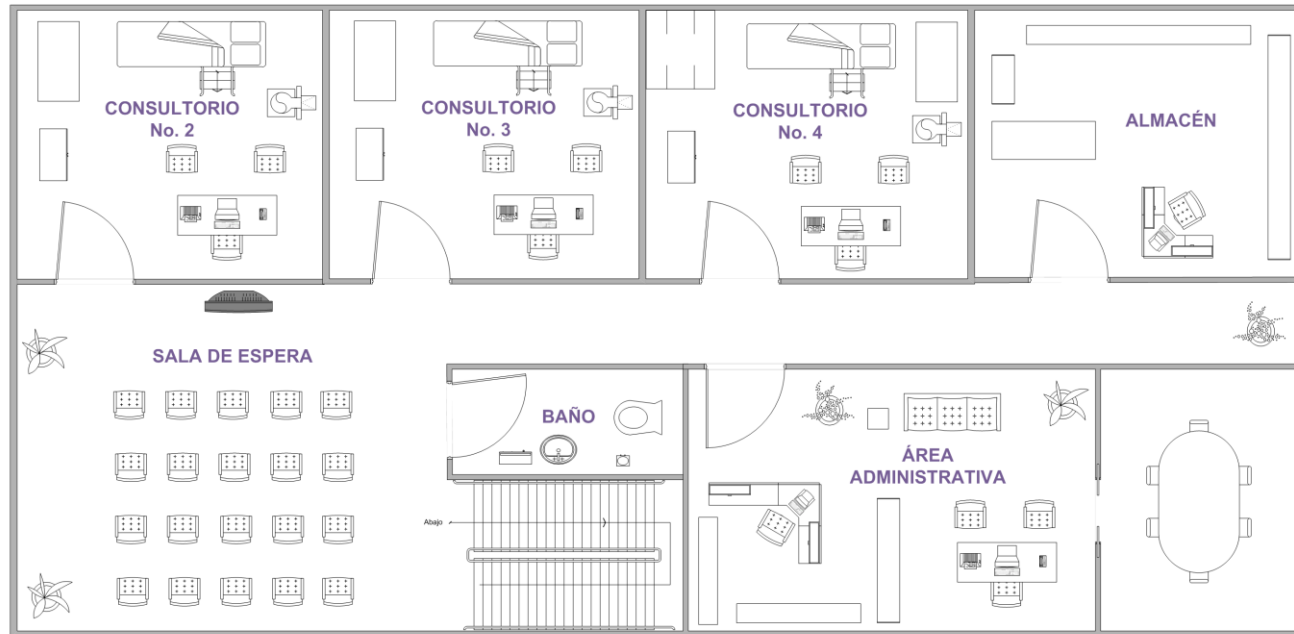 CONSULTORIO
No. 2
CONSULTORIO
No. 3
CONSULTORIO
No. 4
ALMACÉN
SALA DE ESPERA
BAÑO
ÁREA
ADMINISTRATIVA
Abajo